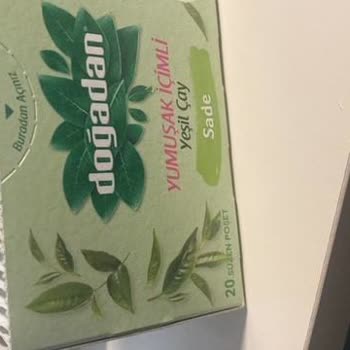 Buradan Açınız
doğadan
YUMUŞAK İÇİMLİ
yeşil Çay
Sade
20 SÜZEN POŞET